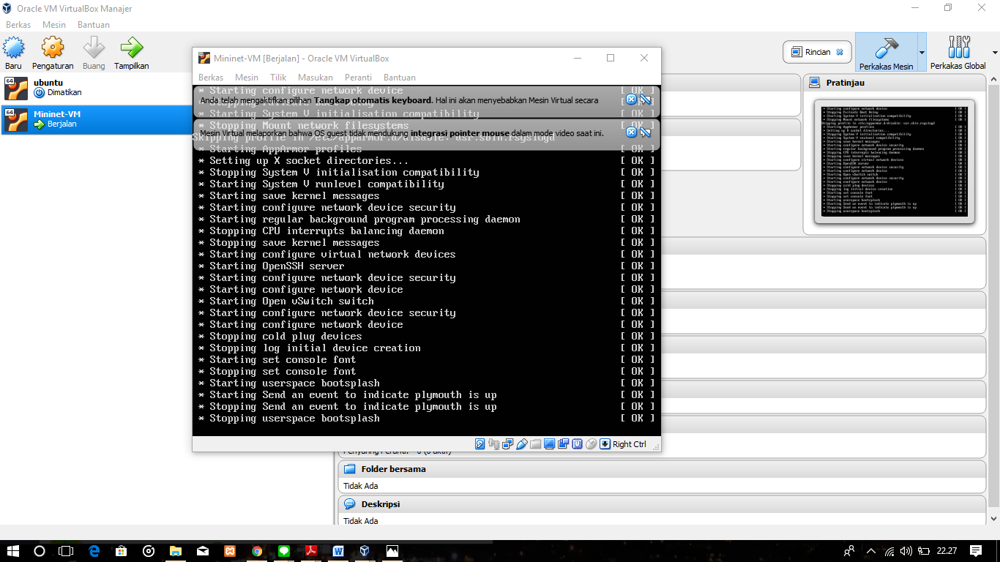 Oracle VM VirtualBox Manajer
Berkas Mesin Bantuan
Baru Pengaturan Buang Tampilkan
Rincian
Perkakas Mesin Perkakas Global
64 ubuntu
Dimatikan
64 Mininet-VM
Berjalan
Pratinjau
Mininet-VM [Berjalan] - Oracle VM VirtualBox
Berkas Mesin Tilik Masukan Peranti Bantuan
* Starting configure network device [ OK ]
Anda telah mengaktifkan pilihan Tangkap otomatis keyboard. Hal ini akan menyebabkan Mesin Virtual secara
* Starting System V initialisation compatibility [ OK ]
* Stopping Mount network filesystems [ OK ]
Mesin Virtual melaporkan bahwa OS guest tidak mendukung integrasi pointer mouse dalam mode video saat ini.
Skipping profile in /etc/apparmor.d/disable: usr.sbin.rsyslogd
* Starting AppArmor profiles [ OK ]
* Setting up X socket directories... [ OK ]
* Stopping System V initialisation compatibility [ OK ]
* Starting System V runlevel compatibility [ OK ]
* Starting save kernel messages [ OK ]
* Starting configure network device security [ OK ]
* Starting regular background program processing daemon [ OK ]
* Stopping CPU interrupts balancing daemon [ OK ]
* Stopping save kernel messages [ OK ]
* Starting configure virtual network devices [ OK ]
* Starting OpenSSH server [ OK ]
* Starting configure network device security [ OK ]
* Starting configure network device [ OK ]
* Starting Open vSwitch switch [ OK ]
* Starting configure network device security [ OK ]
* Starting configure network device [ OK ]
* Stopping cold plug devices [ OK ]
* Stopping log initial device creation [ OK ]
* Starting set console font [ OK ]
* Stopping set console font [ OK ]
* Starting userspace bootsplash [ OK ]
* Starting Send an event to indicate plymouth is up [ OK ]
* Stopping Send an event to indicate plymouth is up [ OK ]
* Stopping userspace bootsplash [ OK ]
Right Ctrl
Penyaring Peranti: 0 (0 aktif)
Folder bersama
Tidak Ada
Deskripsi
Tidak Ada
22.27